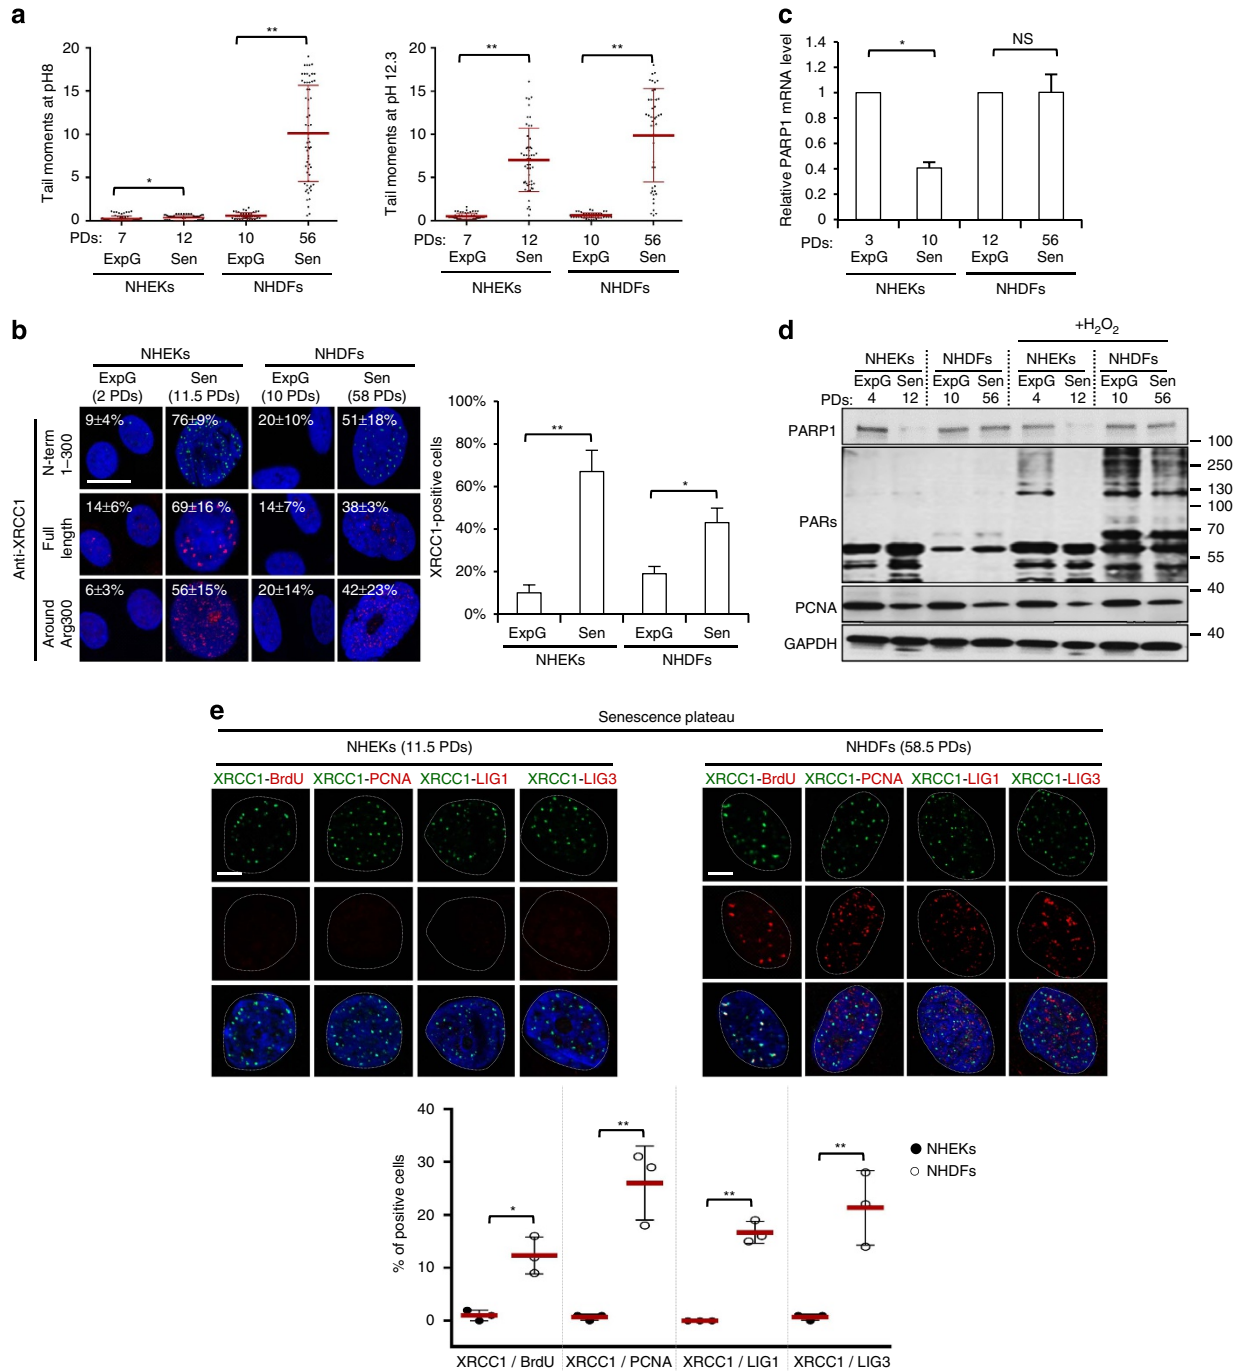 a
Tail moments at pH8
20
15
10
5
0
*
**
PDs: 7 12 10 56
ExpG Sen ExpG Sen
NHEKs NHDFs
Tail moments at pH 12.3
20
15
10
5
0
**
**
PDs: 7 12 10 56
ExpG Sen ExpG Sen
NHEKs NHDFs
c
Relative PARP1 mRNA level
1.4
1.2
1
0.8
0.6
0.4
0.2
0
*
NS
PDs: 3 10 12 56
ExpG Sen ExpG Sen
NHEKs NHDFs
b
NHEKs NHDFs
ExpG Sen ExpG Sen
(2 PDs) (11.5 PDs) (10 PDs) (58 PDs)
Anti-XRCC1
N-term
1–300
9±4% 76±9% 20±10% 51±18%
Full
length
14±6% 69±16 % 14±7% 38±3%
Around
Arg300
6±3% 56±15% 20±14% 42±23%
XRCC1-positive cells
100%
80%
60%
40%
20%
0%
**
*
ExpG Sen ExpG Sen
NHEKs NHDFs
d
+H2O2
NHEKs NHDFs NHEKs NHDFs
ExpG Sen ExpG Sen ExpG Sen ExpG Sen
PDs: 4 12 10 56 4 12 10 56
PARP1
100
PARs
250
130
100
70
55
PCNA
40
GAPDH
40
e
Senescence plateau
NHEKs (11.5 PDs) NHDFs (58.5 PDs)
XRCC1-BrdU XRCC1-PCNA XRCC1-LIG1 XRCC1-LIG3
XRCC1-BrdU XRCC1-PCNA XRCC1-LIG1 XRCC1-LIG3
% of positive cells
40
30
20
10
0
*
**
**
**
NHEKs
NHDFs
XRCC1 / BrdU XRCC1 / PCNA XRCC1 / LIG1 XRCC1 / LIG3